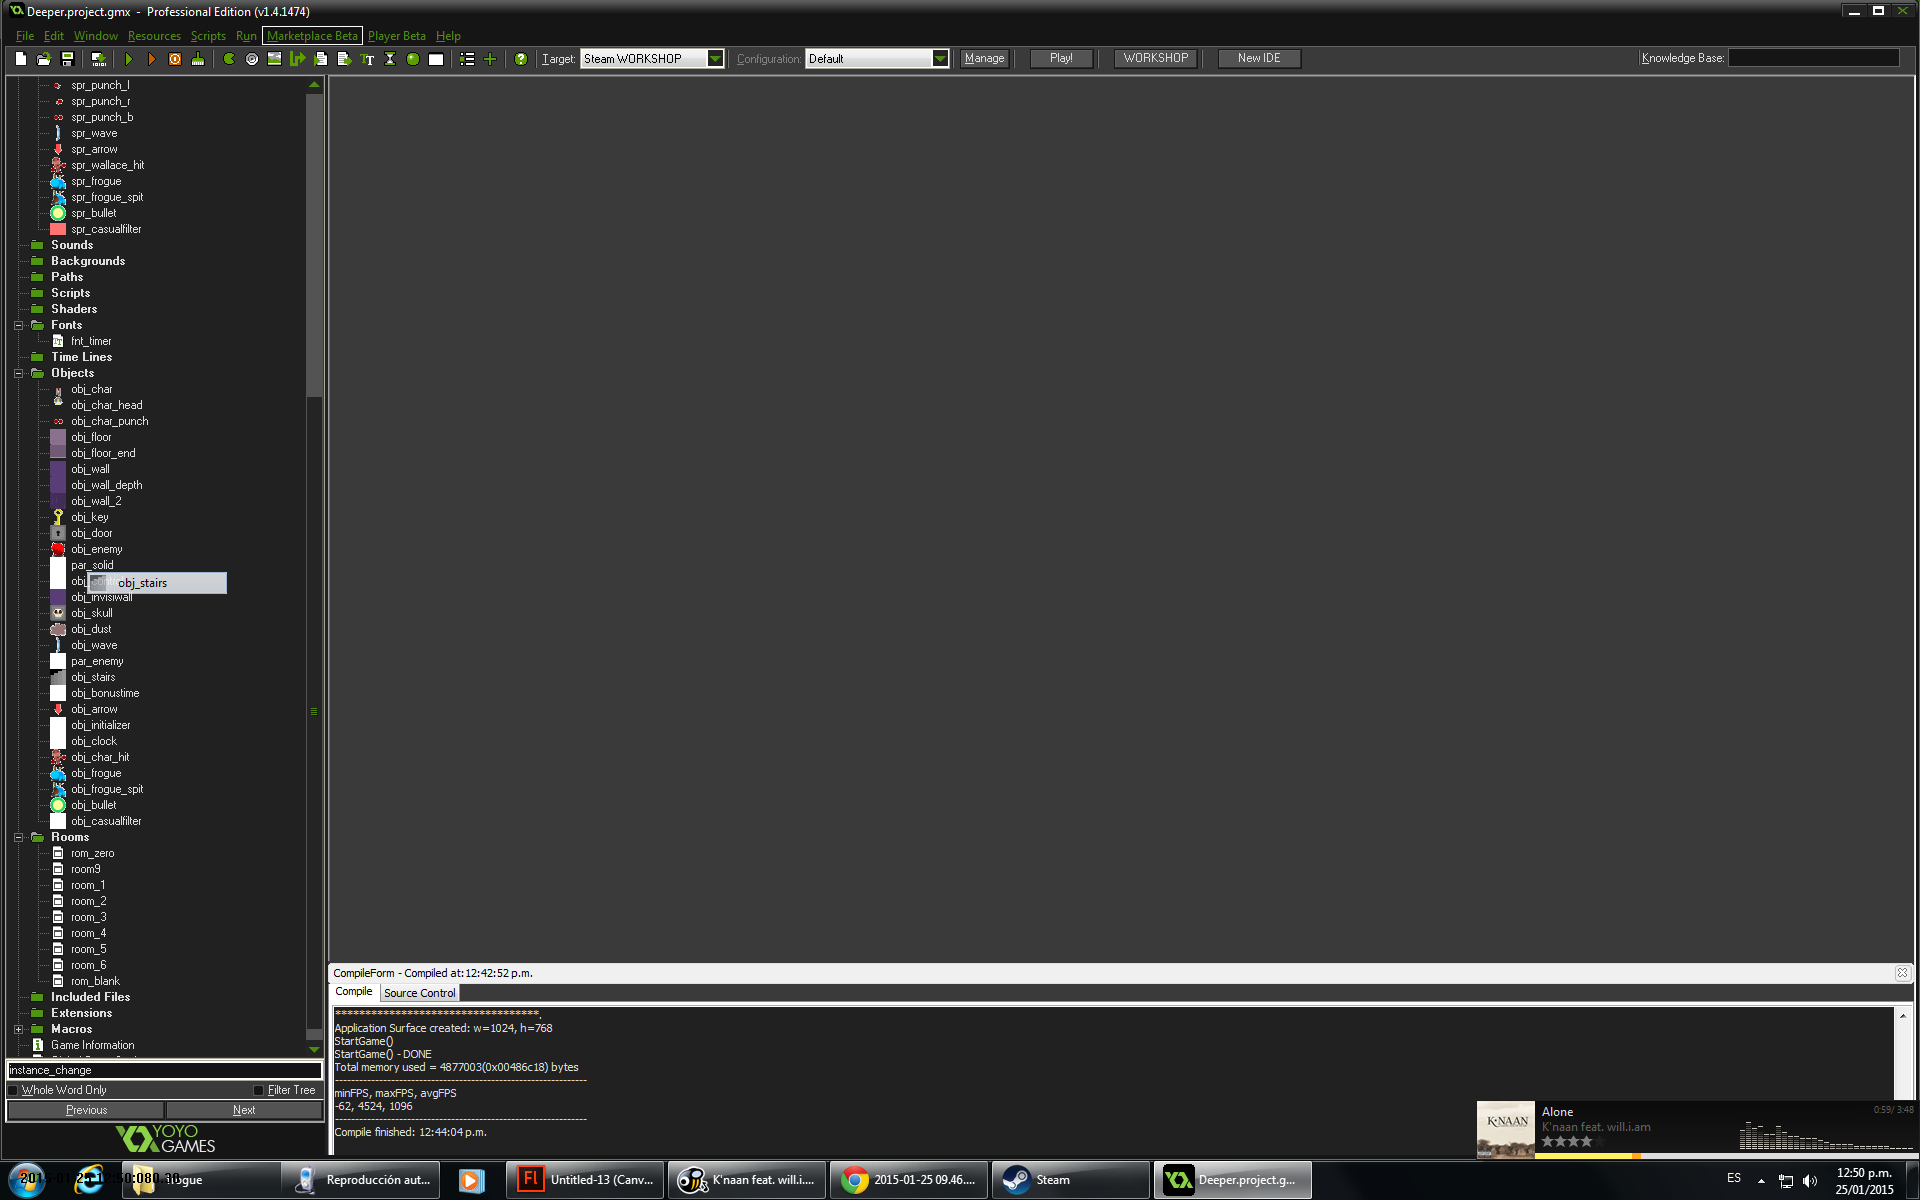 Deeper.project.gmx - Professional Edition (v1.4.1474)
File Edit Window Resources Scripts Run Marketplace Beta Player Beta Help
Target: Steam WORKSHOP Configuration: Default Manage Play! WORKSHOP New IDE Knowledge Base:
spr_punch_l
spr_punch_r
spr_punch_b
spr_wave
spr_arrow
spr_wallace_hit
spr_frogue
spr_frogue_spit
spr_bullet
spr_casualfilter
Sounds
Backgrounds
Paths
Scripts
Shaders
Fonts
fnt_timer
Time Lines
Objects
obj_char
obj_char_head
obj_char_punch
obj_floor
obj_floor_end
obj_wall
obj_wall_depth
obj_wall_2
obj_key
obj_door
obj_enemy
par_solid
obj_stairs
obj_invisiwall
obj_skull
obj_dust
obj_wave
par_enemy
obj_stairs
obj_bonustime
obj_arrow
obj_initializer
obj_clock
obj_char_hit
obj_frogue
obj_frogue_spit
obj_bullet
obj_casualfilter
Rooms
rom_zero
room9
room_1
room_2
room_3
room_4
room_5
room_6
rom_blank
Included Files
Extensions
Macros
Game Information
instance_change
Whole Word Only Filter Tree
Previous Next
YOYO
GAMES
CompileForm - Compiled at: 12:42:52 p.m.
Compile Source Control
***********************************.
Application Surface created: w=1024, h=768
StartGame()
StartGame() - DONE
Total memory used = 4877003(0x00486c18) bytes
minFPS, maxFPS, avgFPS
-62, 4524, 1096
Compile finished: 12:44:04 p.m.
K'NAAN
Alone
K'naan feat. will.i.am
0:59/ 3:48
Reproducción aut...
Fl Untitled-13 (Canv...
K'naan feat. will.i....
2015-01-25 09.46....
Steam
Deeper.project.g...
ES
12:50 p.m.
25/01/2015